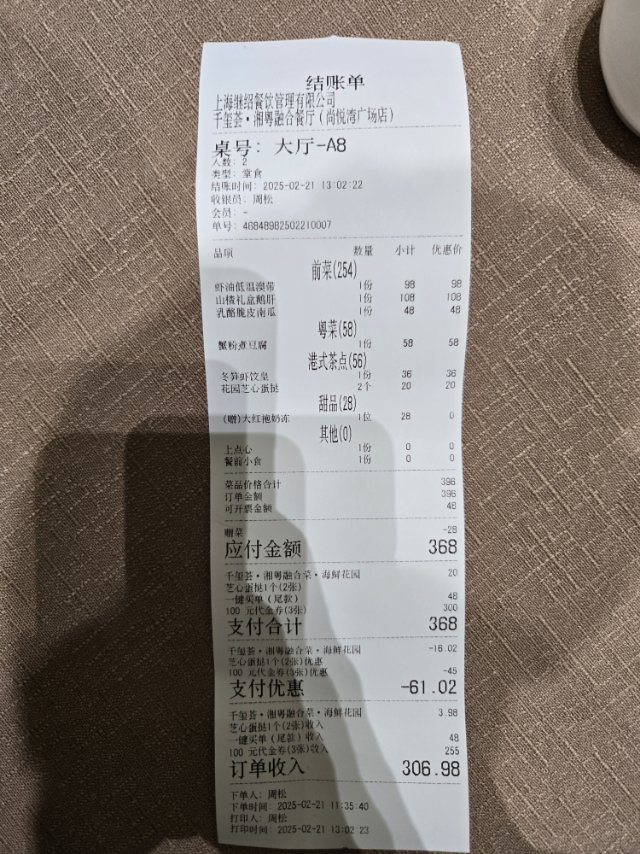 结账单
上海继绍餐饮管理有限公司
千玺荟·湘粤融合餐厅(尚悦湾广场店)
桌号: 大厅-A8
人数: 2
类型: 堂食
结账时间: 2025-02-21 13:02:22
收银员: 周松
会员: -
单号: 46848982502210007
品项 数量 小计 优惠价
前菜(254)
虾油低温澳带 1份 98 98
山楂礼盒鹅肝 1份 108 108
乳酪脆皮南瓜 1份 48 48
粤菜(58)
蟹粉煮豆腐 1份 58 58
港式茶点(56)
冬笋虾饺皇 1份 36 36
花园芝心蛋挞 2个 20 20
甜品(28)
(赠)大红袍奶冻 1位 28 0
其他(0)
上点心 1份 0 0
餐前小食 1份 0 0
菜品价格合计 396
订单金额 396
可开票金额 48
赠菜 -28
应付金额 368
千玺荟·湘粤融合菜·海鲜花园 20
芝心蛋挞1个(2张)
一键买单(尾款) 48
100 元代金券(3张) 300
支付合计 368
千玺荟·湘粤融合菜·海鲜花园 -16.02
芝心蛋挞1个(2张)优惠
100 元代金券(3张)优惠 -45
支付优惠 -61.02
千玺荟·湘粤融合菜·海鲜花园 3.98
芝心蛋挞1个(2张)收入
一键买单(尾款)收入 48
100 元代金券(3张)收入 255
订单收入 306.98
下单人: 周松
下单时间: 2025-02-21 11:35:40
打印人: 周松
打印时间: 2025-02-21 13:02:23